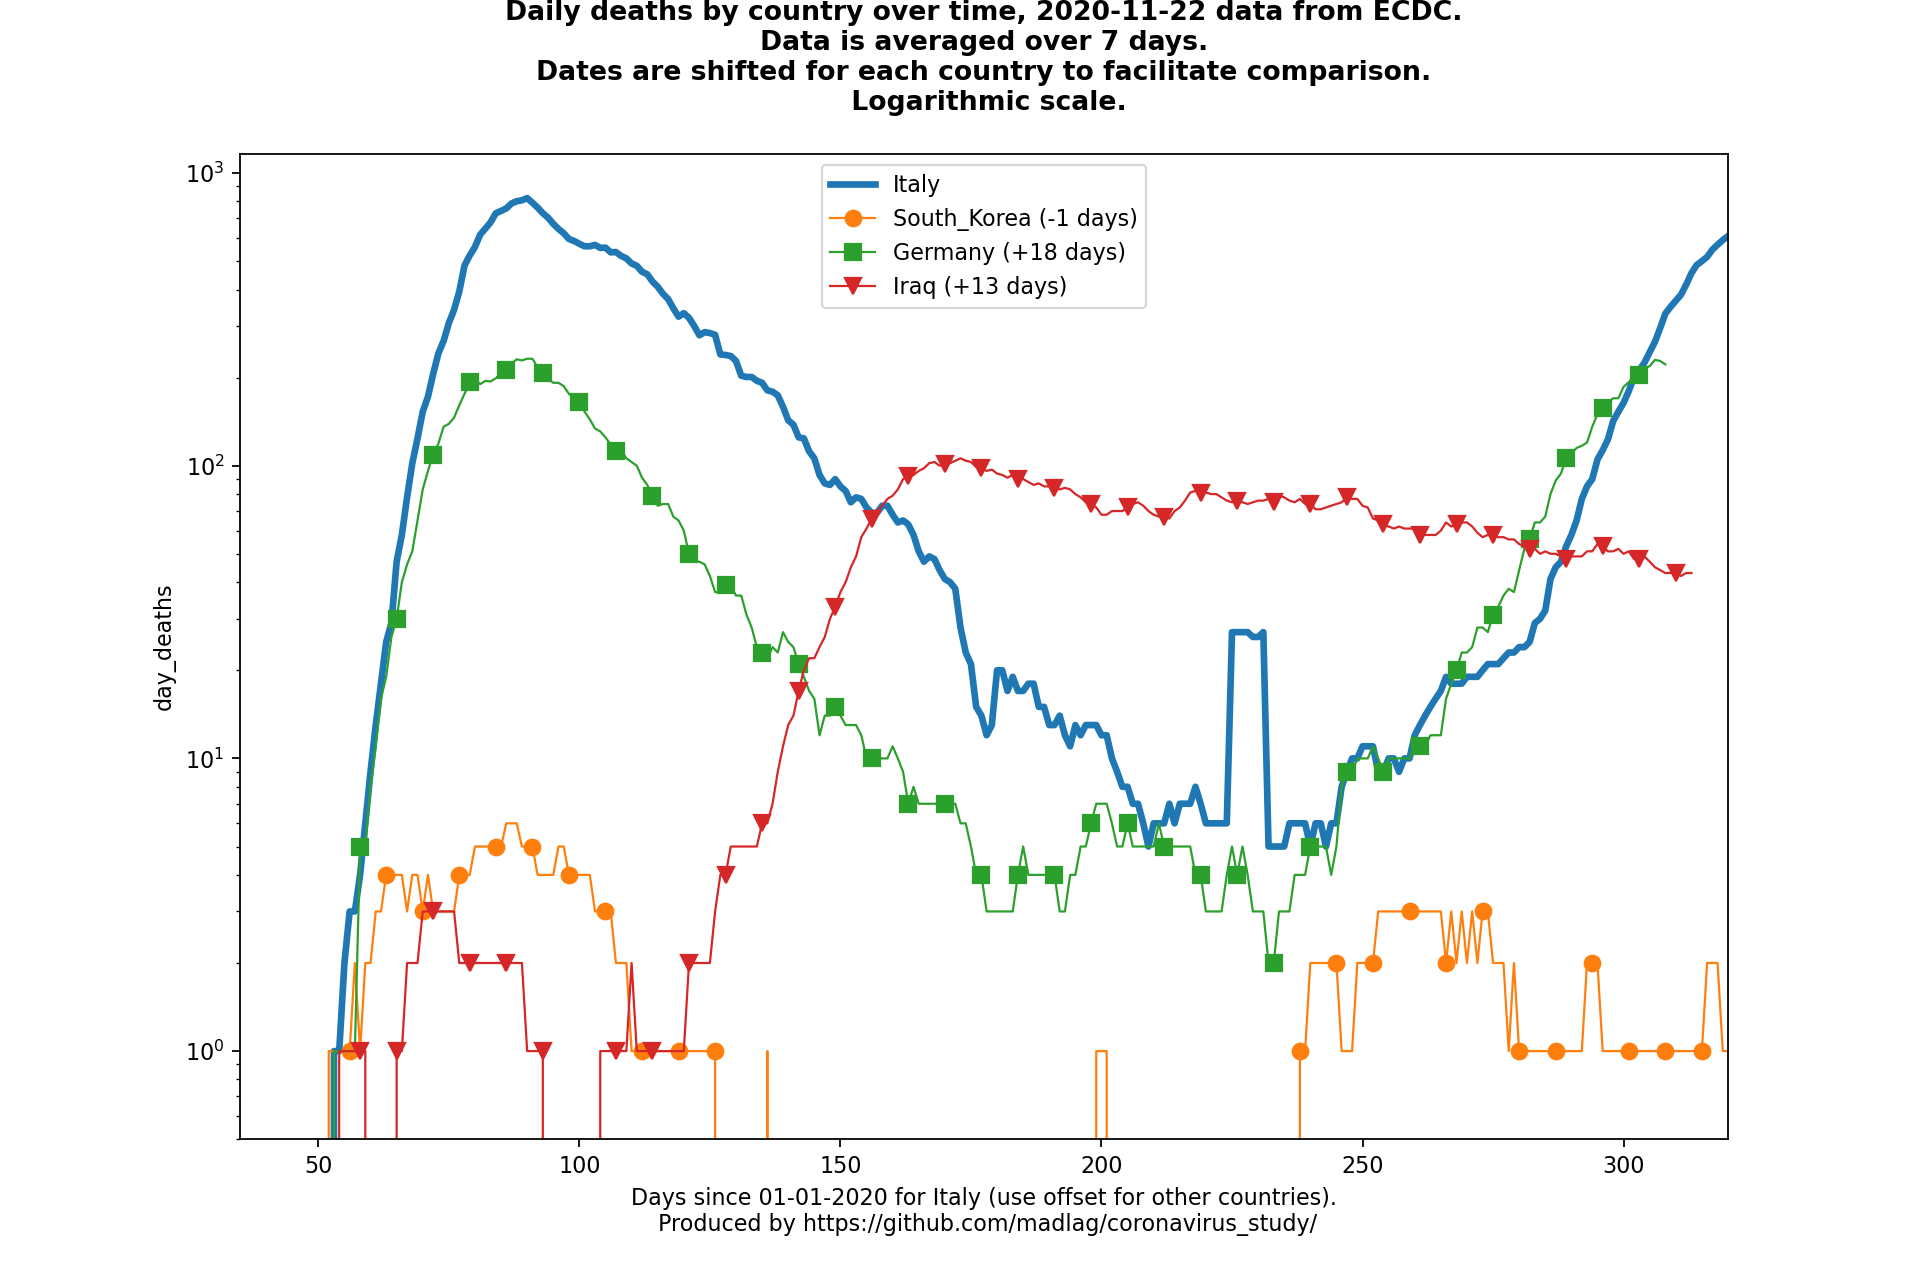 Daily deaths by country over time, 2020-11-22 data from ECDC.
Data is averaged over 7 days.
Dates are shifted for each country to facilitate comparison.
Logarithmic scale.
10³
10²
10¹
10⁰
day_deaths
Italy
South_Korea (-1 days)
Germany (+18 days)
Iraq (+13 days)
50 100 150 200 250 300
Days since 01-01-2020 for Italy (use offset for other countries).
Produced by https://github.com/madlag/coronavirus_study/